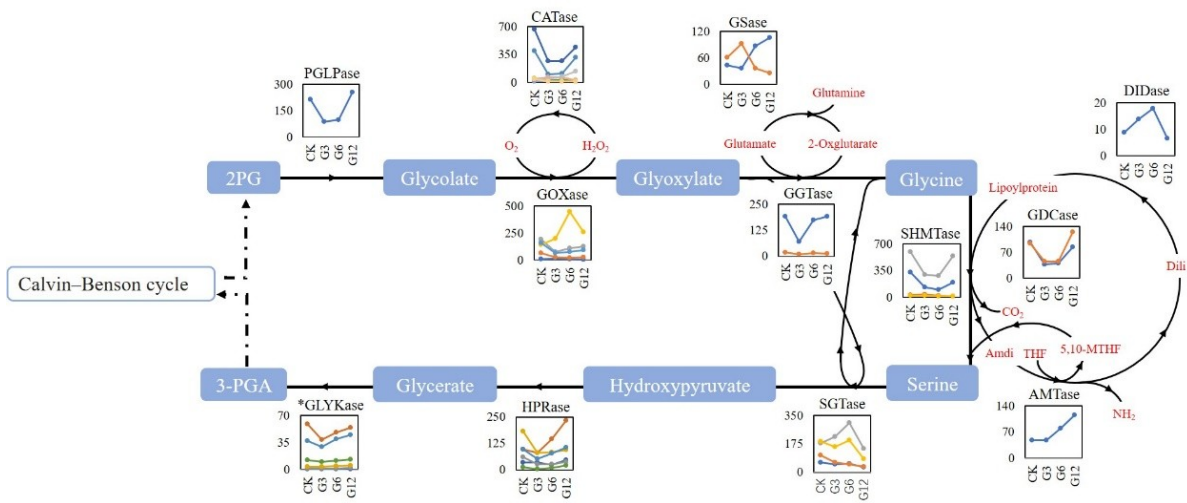 CATase
700
350
0
CK
G3
G6
G12
GSase
120
60
0
CK
G3
G6
G12
PGLPase
300
150
0
CK
G3
G6
G12
DIDase
20
10
0
CK
G3
G6
G12
Glutamine
O2
H2O2
Glutamate
2-Oxglutarate
2PG
Glycolate
Glyoxylate
Glycine
Lipoylprotein
GOXase
500
250
0
CK
G3
G6
G12
GGTase
250
125
0
CK
G3
G6
G12
SHMTase
700
350
0
CK
G3
G6
G12
GDCase
140
70
0
CK
G3
G6
G12
Dili
Calvin–Benson cycle
CO2
Amdi
THF
5,10-MTHF
3-PGA
Glycerate
Hydroxypyruvate
Serine
NH2
*GLYKase
70
35
0
CK
G3
G6
G12
HPRase
250
125
0
CK
G3
G6
G12
SGTase
350
175
0
CK
G3
G6
G12
AMTase
140
70
0
CK
G3
G6
G12